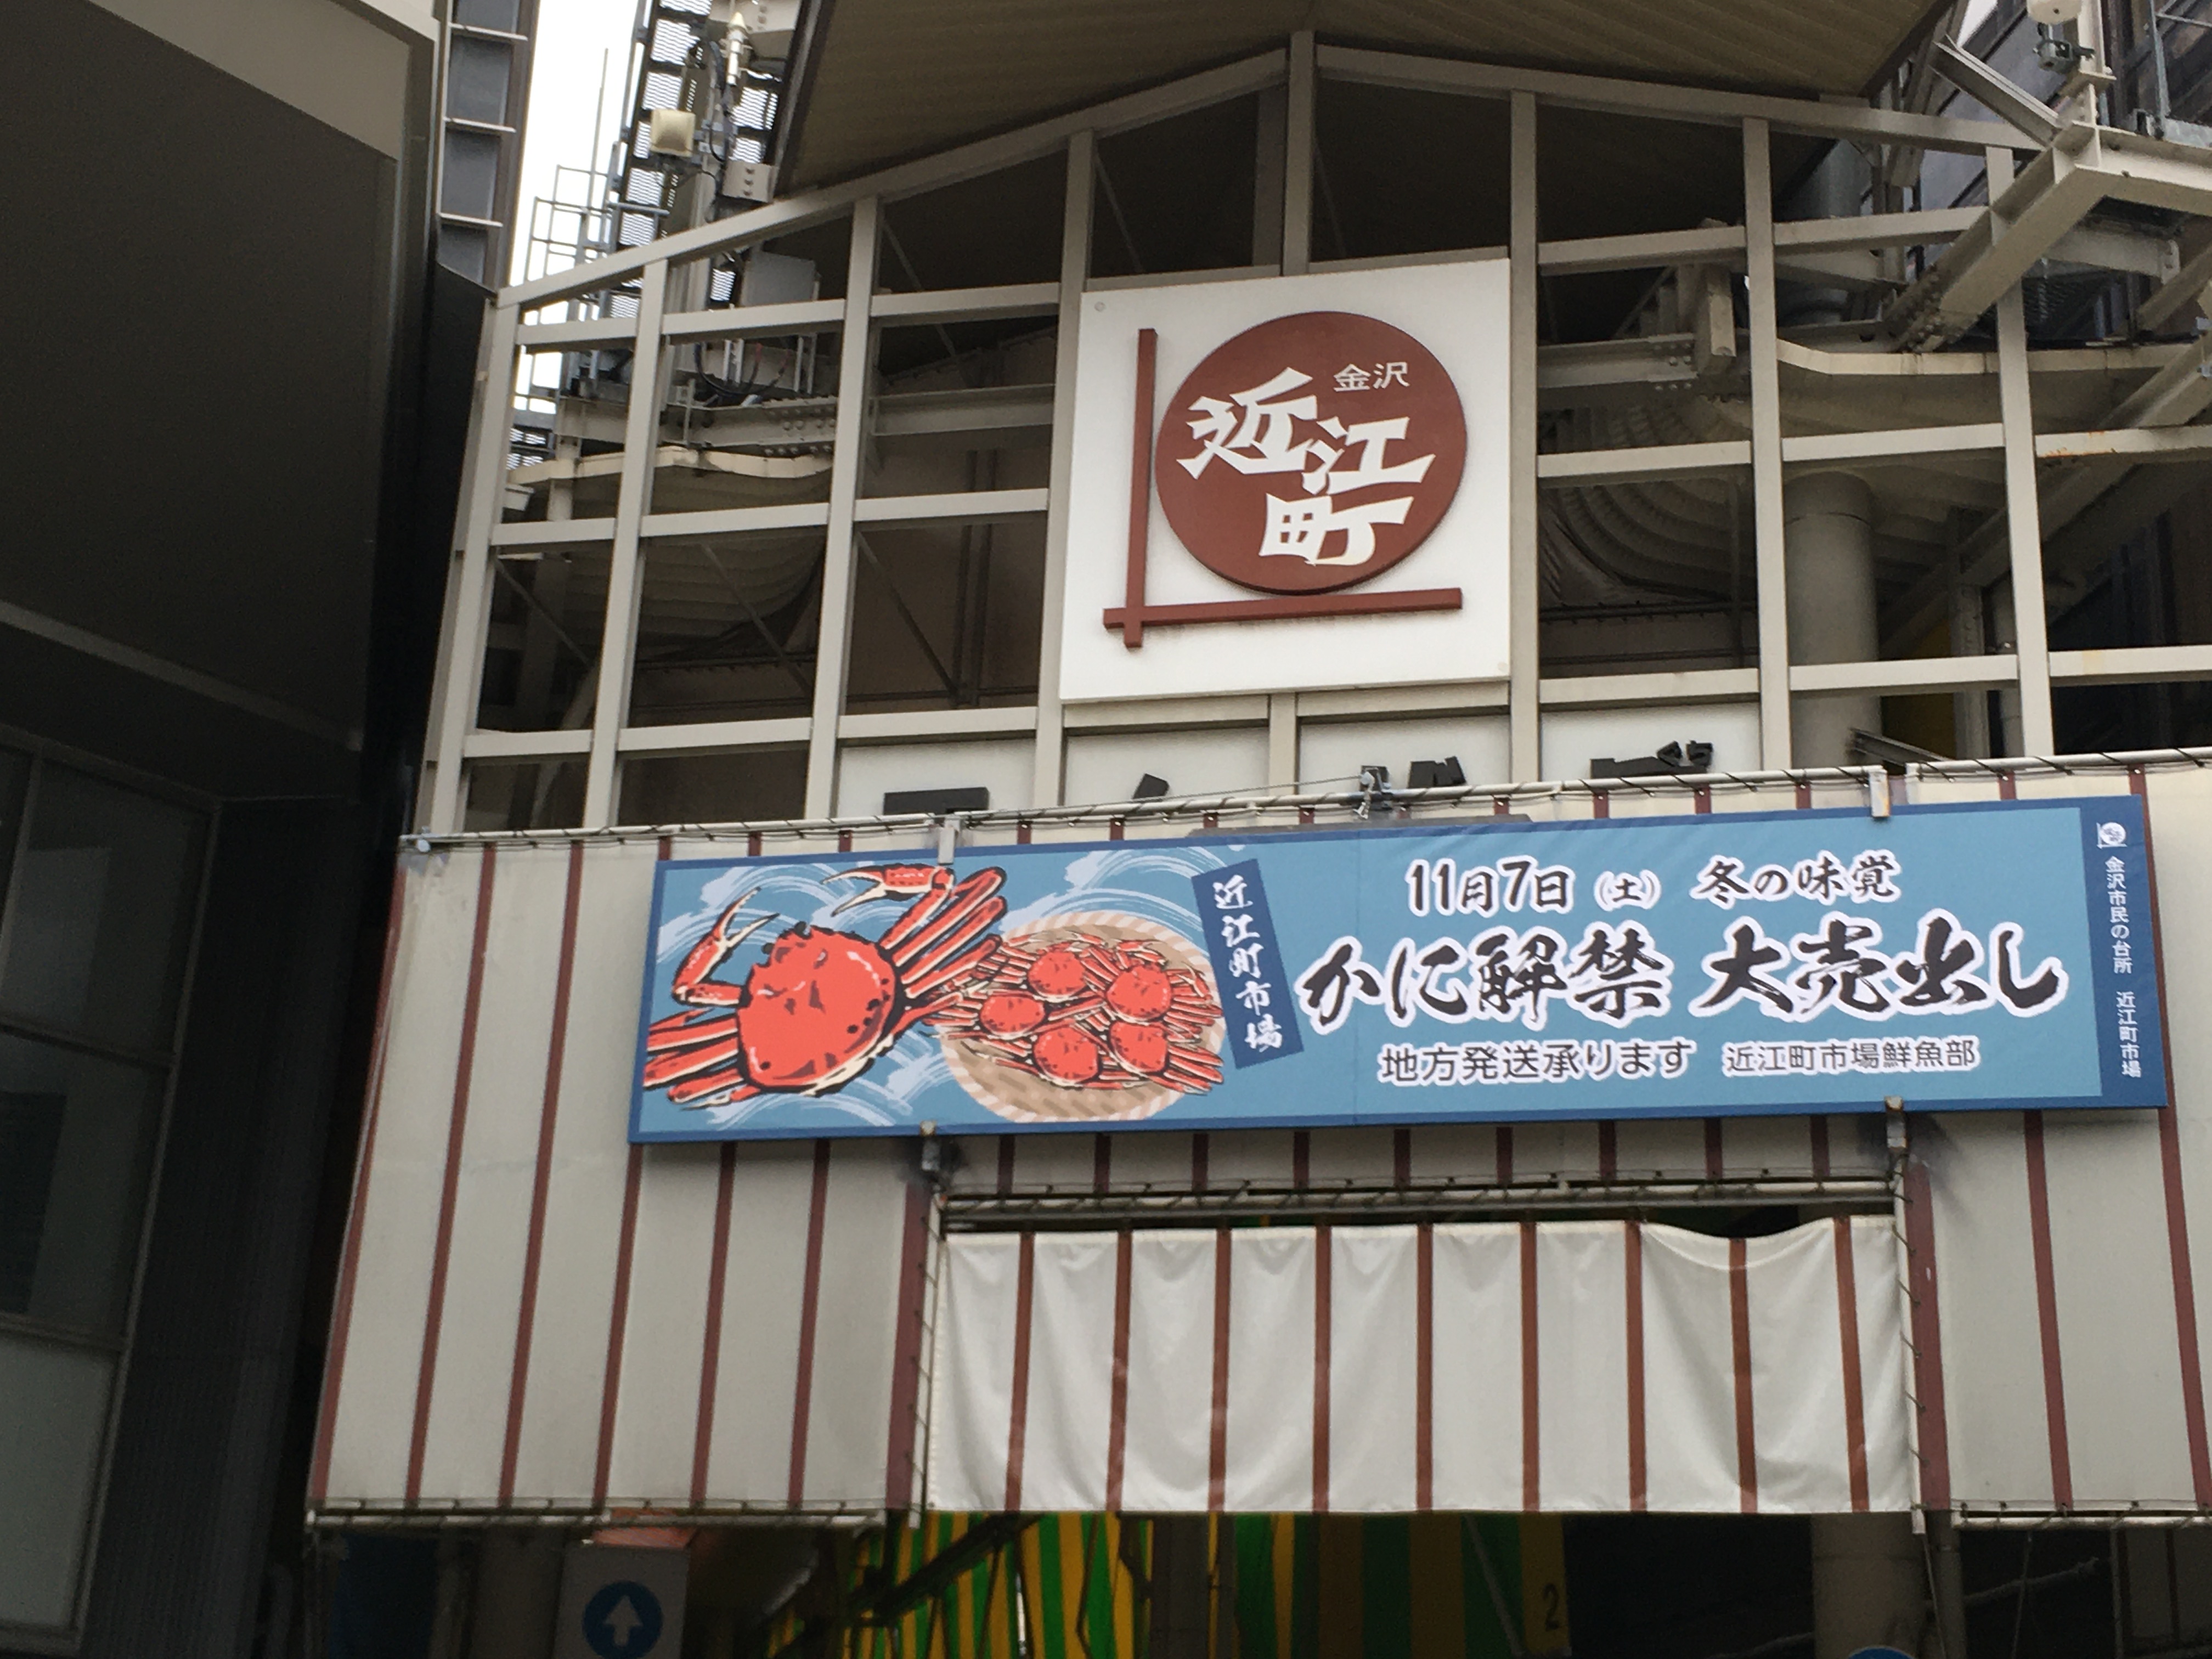 金沢
近江町
近江町市場
11月7日(土) 冬の味覚
かに解禁 大売出し
地方発送承ります 近江町市場鮮魚部
金沢市民の台所 近江町市場
2